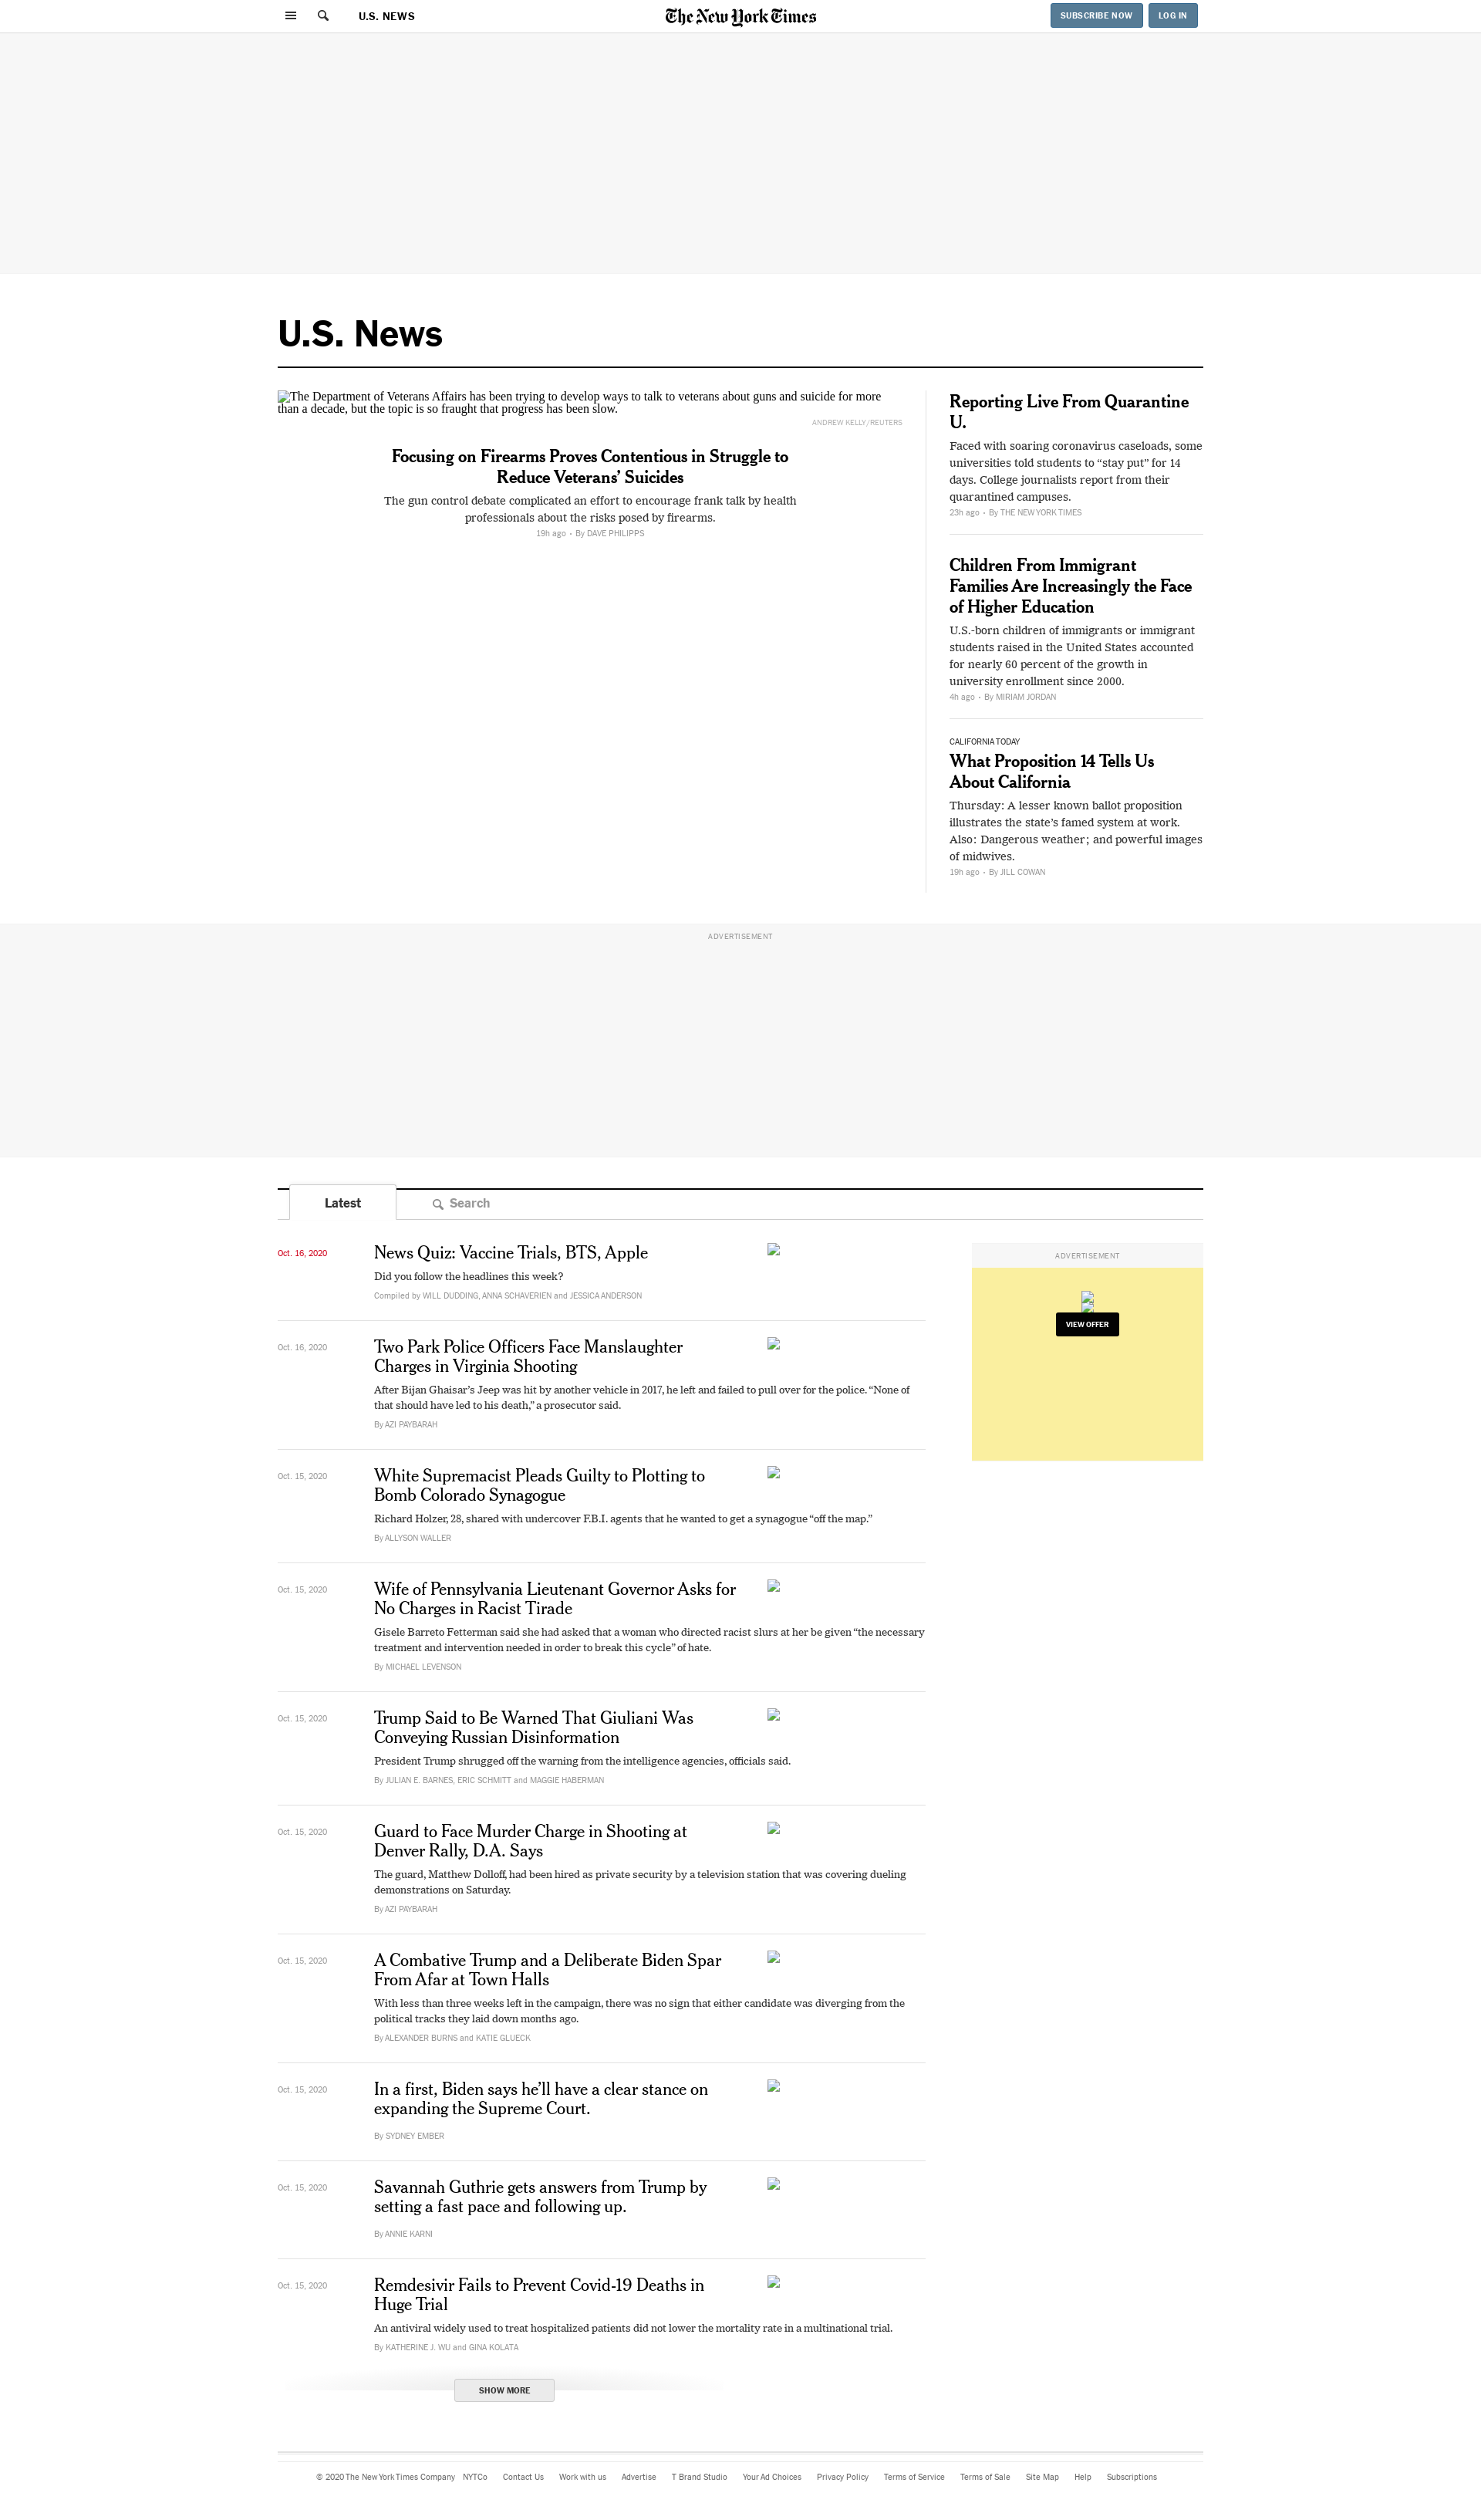 U.S. NEWS
The New York Times
SUBSCRIBE NOW
LOG IN
U.S. News
The Department of Veterans Affairs has been trying to develop ways to talk to veterans about guns and suicide for more
than a decade, but the topic is so fraught that progress has been slow.
ANDREW KELLY/REUTERS
Focusing on Firearms Proves Contentious in Struggle to
Reduce Veterans’ Suicides
The gun control debate complicated an effort to encourage frank talk by health
professionals about the risks posed by firearms.
19h ago • By DAVE PHILIPPS
Reporting Live From Quarantine
U.
Faced with soaring coronavirus caseloads, some
universities told students to “stay put” for 14
days. College journalists report from their
quarantined campuses.
23h ago • By THE NEW YORK TIMES
Children From Immigrant
Families Are Increasingly the Face
of Higher Education
U.S.-born children of immigrants or immigrant
students raised in the United States accounted
for nearly 60 percent of the growth in
university enrollment since 2000.
4h ago • By MIRIAM JORDAN
CALIFORNIA TODAY
What Proposition 14 Tells Us
About California
Thursday: A lesser known ballot proposition
illustrates the state’s famed system at work.
Also: Dangerous weather; and powerful images
of midwives.
19h ago • By JILL COWAN
ADVERTISEMENT
Latest
Search
Oct. 16, 2020
News Quiz: Vaccine Trials, BTS, Apple
Did you follow the headlines this week?
Compiled by WILL DUDDING, ANNA SCHAVERIEN and JESSICA ANDERSON
ADVERTISEMENT
VIEW OFFER
Oct. 16, 2020
Two Park Police Officers Face Manslaughter
Charges in Virginia Shooting
After Bijan Ghaisar’s Jeep was hit by another vehicle in 2017, he left and failed to pull over for the police. “None of
that should have led to his death,” a prosecutor said.
By AZI PAYBARAH
Oct. 15, 2020
White Supremacist Pleads Guilty to Plotting to
Bomb Colorado Synagogue
Richard Holzer, 28, shared with undercover F.B.I. agents that he wanted to get a synagogue “off the map.”
By ALLYSON WALLER
Oct. 15, 2020
Wife of Pennsylvania Lieutenant Governor Asks for
No Charges in Racist Tirade
Gisele Barreto Fetterman said she had asked that a woman who directed racist slurs at her be given “the necessary
treatment and intervention needed in order to break this cycle” of hate.
By MICHAEL LEVENSON
Oct. 15, 2020
Trump Said to Be Warned That Giuliani Was
Conveying Russian Disinformation
President Trump shrugged off the warning from the intelligence agencies, officials said.
By JULIAN E. BARNES, ERIC SCHMITT and MAGGIE HABERMAN
Oct. 15, 2020
Guard to Face Murder Charge in Shooting at
Denver Rally, D.A. Says
The guard, Matthew Dolloff, had been hired as private security by a television station that was covering dueling
demonstrations on Saturday.
By AZI PAYBARAH
Oct. 15, 2020
A Combative Trump and a Deliberate Biden Spar
From Afar at Town Halls
With less than three weeks left in the campaign, there was no sign that either candidate was diverging from the
political tracks they laid down months ago.
By ALEXANDER BURNS and KATIE GLUECK
Oct. 15, 2020
In a first, Biden says he’ll have a clear stance on
expanding the Supreme Court.
By SYDNEY EMBER
Oct. 15, 2020
Savannah Guthrie gets answers from Trump by
setting a fast pace and following up.
By ANNIE KARNI
Oct. 15, 2020
Remdesivir Fails to Prevent Covid-19 Deaths in
Huge Trial
An antiviral widely used to treat hospitalized patients did not lower the mortality rate in a multinational trial.
By KATHERINE J. WU and GINA KOLATA
SHOW MORE
© 2020 The New York Times Company NYTCo Contact Us Work with us Advertise T Brand Studio Your Ad Choices Privacy Policy Terms of Service Terms of Sale Site Map Help Subscriptions